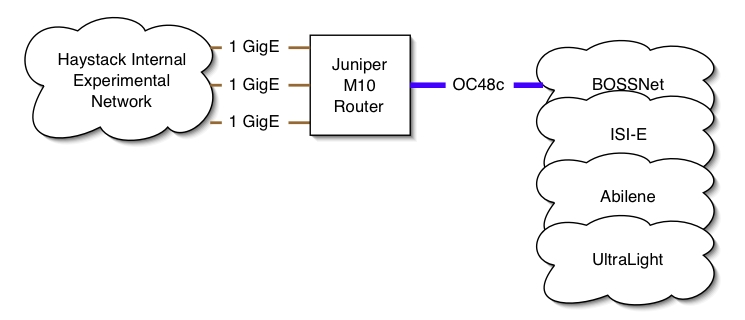 Haystack Internal
Experimental
Network
1 GigE
1 GigE
1 GigE
Juniper
M10
Router
OC48c
BOSSNet
ISI-E
Abilene
UltraLight